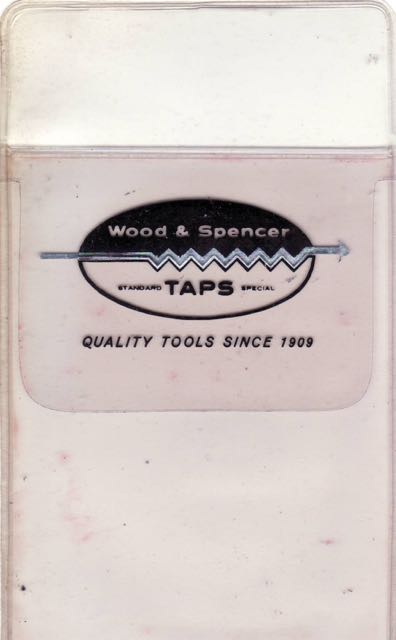 Wood & Spencer
STANDARD TAPS SPECIAL
QUALITY TOOLS SINCE 1909